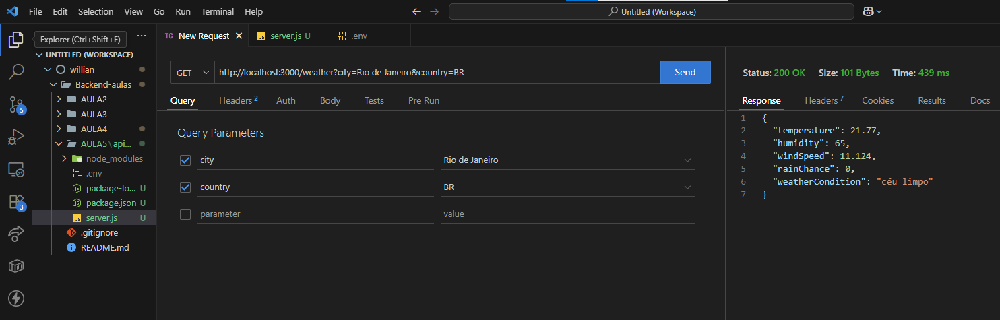 File Edit Selection View Go Run Terminal Help
Untitled (Workspace)
Explorer (Ctrl+Shift+E)
UNTITLED (WORKSPACE)
willian
Backend-aulas
AULA2
AULA3
AULA4
AULA5\api...
node_modules
.env
package-lo... U
package.json U
server.js U
.gitignore
README.md
5
3
TC New Request
JS server.js U
.env
GET http://localhost:3000/weather?city=Rio de Janeiro&country=BR Send
Query Headers 2 Auth Body Tests Pre Run
Query Parameters
city Rio de Janeiro
country BR
parameter value
Status: 200 OK Size: 101 Bytes Time: 439 ms
Response Headers 7 Cookies Results Docs
1 {
2 "temperature": 21.77,
3 "humidity": 65,
4 "windSpeed": 11.124,
5 "rainChance": 0,
6 "weatherCondition": "céu limpo"
7 }